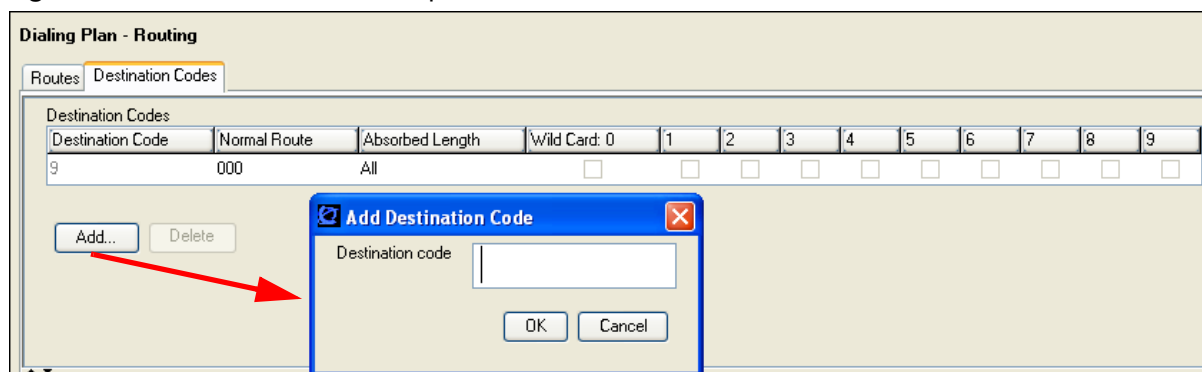 Dialing Plan - Routing
Routes Destination Codes
Destination Codes
Destination Code Normal Route Absorbed Length Wild Card: 0 1 2 3 4 5 6 7 8 9
9 000 All
Add... Delete
Add Destination Code
Destination code
OK Cancel